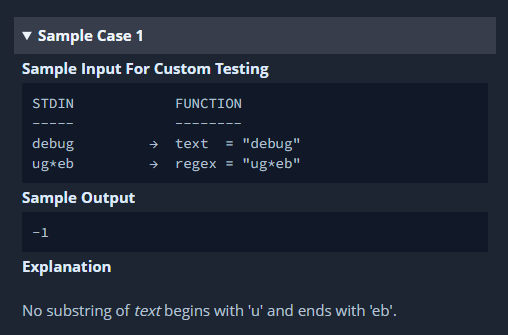 ▼ Sample Case 1
Sample Input For Custom Testing
STDIN FUNCTION
----- --------
debug → text = "debug"
ug*eb → regex = "ug*eb"
Sample Output
-1
Explanation
No substring of text begins with 'u' and ends with 'eb'.